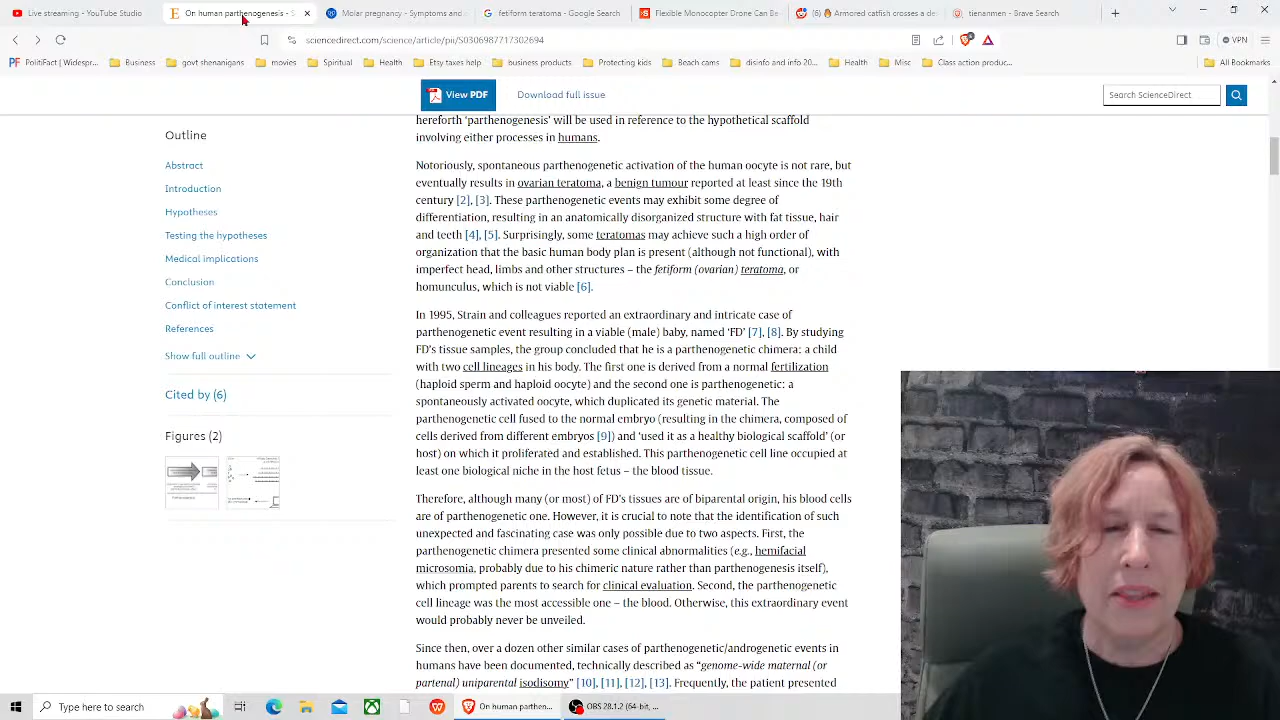 Live streaming - YouTube Studio
On human parthenogenesis - S
Molar pregnancy - Symptoms and
fetiform teratoma - Google Search
Flexible Monocopter Drone Can Be
(6) 🔥 Armored catfish crosses a de
tienanmen - Brave Search
sciencedirect.com/science/article/pii/S0306987717302694
VPN
PolitiFact | Widespr...
Business
govt shenanigans
movies
Spiritual
Health
Etsy taxes help
business products
Protecting kids
Beach cams
disinfo and info 20...
Health
Misc
Class action produc...
All Bookmarks
View PDF
Download full issue
Search ScienceDirect
Outline
Abstract
Introduction
Hypotheses
Testing the hypotheses
Medical implications
Conclusion
Conflict of interest statement
References
Show full outline
Cited by (6)
Figures (2)
hereforth ‘parthenogenesis’ will be used in reference to the hypothetical scaffold
involving either processes in humans.
Notoriously, spontaneous parthenogenetic activation of the human oocyte is not rare, but
eventually results in ovarian teratoma, a benign tumour reported at least since the 19th
century [2], [3]. These parthenogenetic events may exhibit some degree of
differentiation, resulting in an anatomically disorganized structure with fat tissue, hair
and teeth [4], [5]. Surprisingly, some teratomas may achieve such a high order of
organization that the basic human body plan is present (although not functional), with
imperfect head, limbs and other structures – the fetiform (ovarian) teratoma, or
homunculus, which is not viable [6].
In 1995, Strain and colleagues reported an extraordinary and intricate case of
parthenogenetic event resulting in a viable (male) baby, named ‘FD’ [7], [8]. By studying
FD’s tissue samples, the group concluded that he is a parthenogenetic chimera: a child
with two cell lineages in his body. The first one is derived from a normal fertilization
(haploid sperm and haploid oocyte) and the second one is parthenogenetic: a
spontaneously activated oocyte, which duplicated its genetic material. The
parthenogenetic cell fused to the normal embryo (resulting in the chimera, composed of
cells derived from different embryos [9]) and ‘used it as a healthy biological scaffold’ (or
host) on which it proliferated and established. This parthenogenetic cell line occupied at
least one biological niche in the host fetus – the blood tissue.
Therefore, although many (or most) of FD’s tissues are of biparental origin, his blood cells
are of parthenogenetic one. However, it is crucial to note that the identification of such
unexpected and fascinating case was only possible due to two aspects. First, the
parthenogenetic chimera presented some clinical abnormalities (e.g., hemifacial
microsomia, probably due to his chimeric nature rather than parthenogenesis itself),
which prompted parents to search for clinical evaluation. Second, the parthenogenetic
cell lineage was the most accessible one – the blood. Otherwise, this extraordinary event
would probably never be unveiled.
Since then, over a dozen other similar cases of parthenogenetic/androgenetic events in
humans have been documented, technically described as “genome-wide maternal (or
partenal) uniparental isodisomy” [10], [11], [12], [13]. Frequently, the patient presented
Type here to search
On human parthen...
OBS 28.1.2 (64-bit, ...